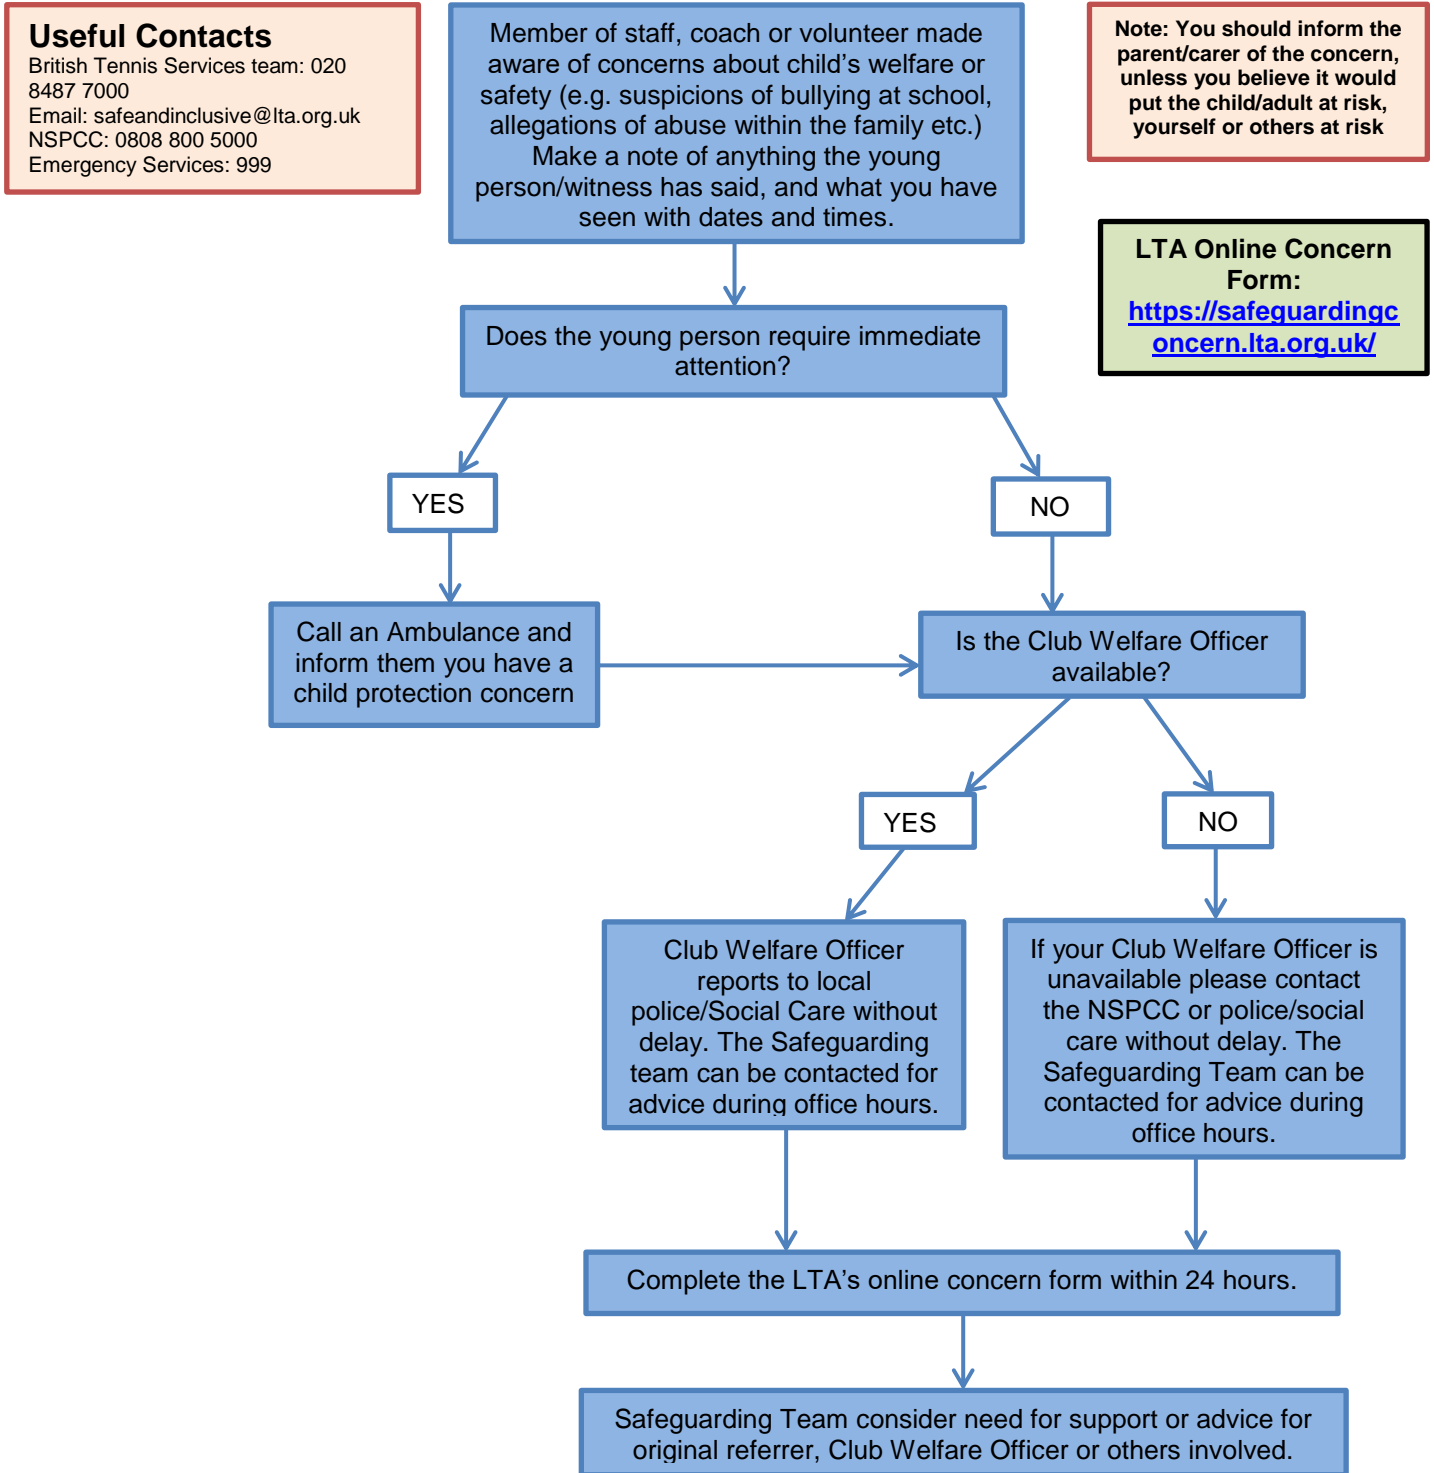 Useful Contacts
British Tennis Services team: 020
8487 7000
Email: safeandinclusive@lta.org.uk
NSPCC: 0808 800 5000
Emergency Services: 999
Member of staff, coach or volunteer made
aware of concerns about child’s welfare or
safety (e.g. suspicions of bullying at school,
allegations of abuse within the family etc.)
Make a note of anything the young
person/witness has said, and what you have
seen with dates and times.
Note: You should inform the
parent/carer of the concern,
unless you believe it would
put the child/adult at risk,
yourself or others at risk
LTA Online Concern
Form:
https://safeguardingc
oncern.lta.org.uk/
Does the young person require immediate
attention?
YES
NO
Call an Ambulance and
inform them you have a
child protection concern
Is the Club Welfare Officer
available?
YES
NO
Club Welfare Officer
reports to local
police/Social Care without
delay. The Safeguarding
team can be contacted for
advice during office hours.
If your Club Welfare Officer is
unavailable please contact
the NSPCC or police/social
care without delay. The
Safeguarding Team can be
contacted for advice during
office hours.
Complete the LTA’s online concern form within 24 hours.
Safeguarding Team consider need for support or advice for
original referrer, Club Welfare Officer or others involved.